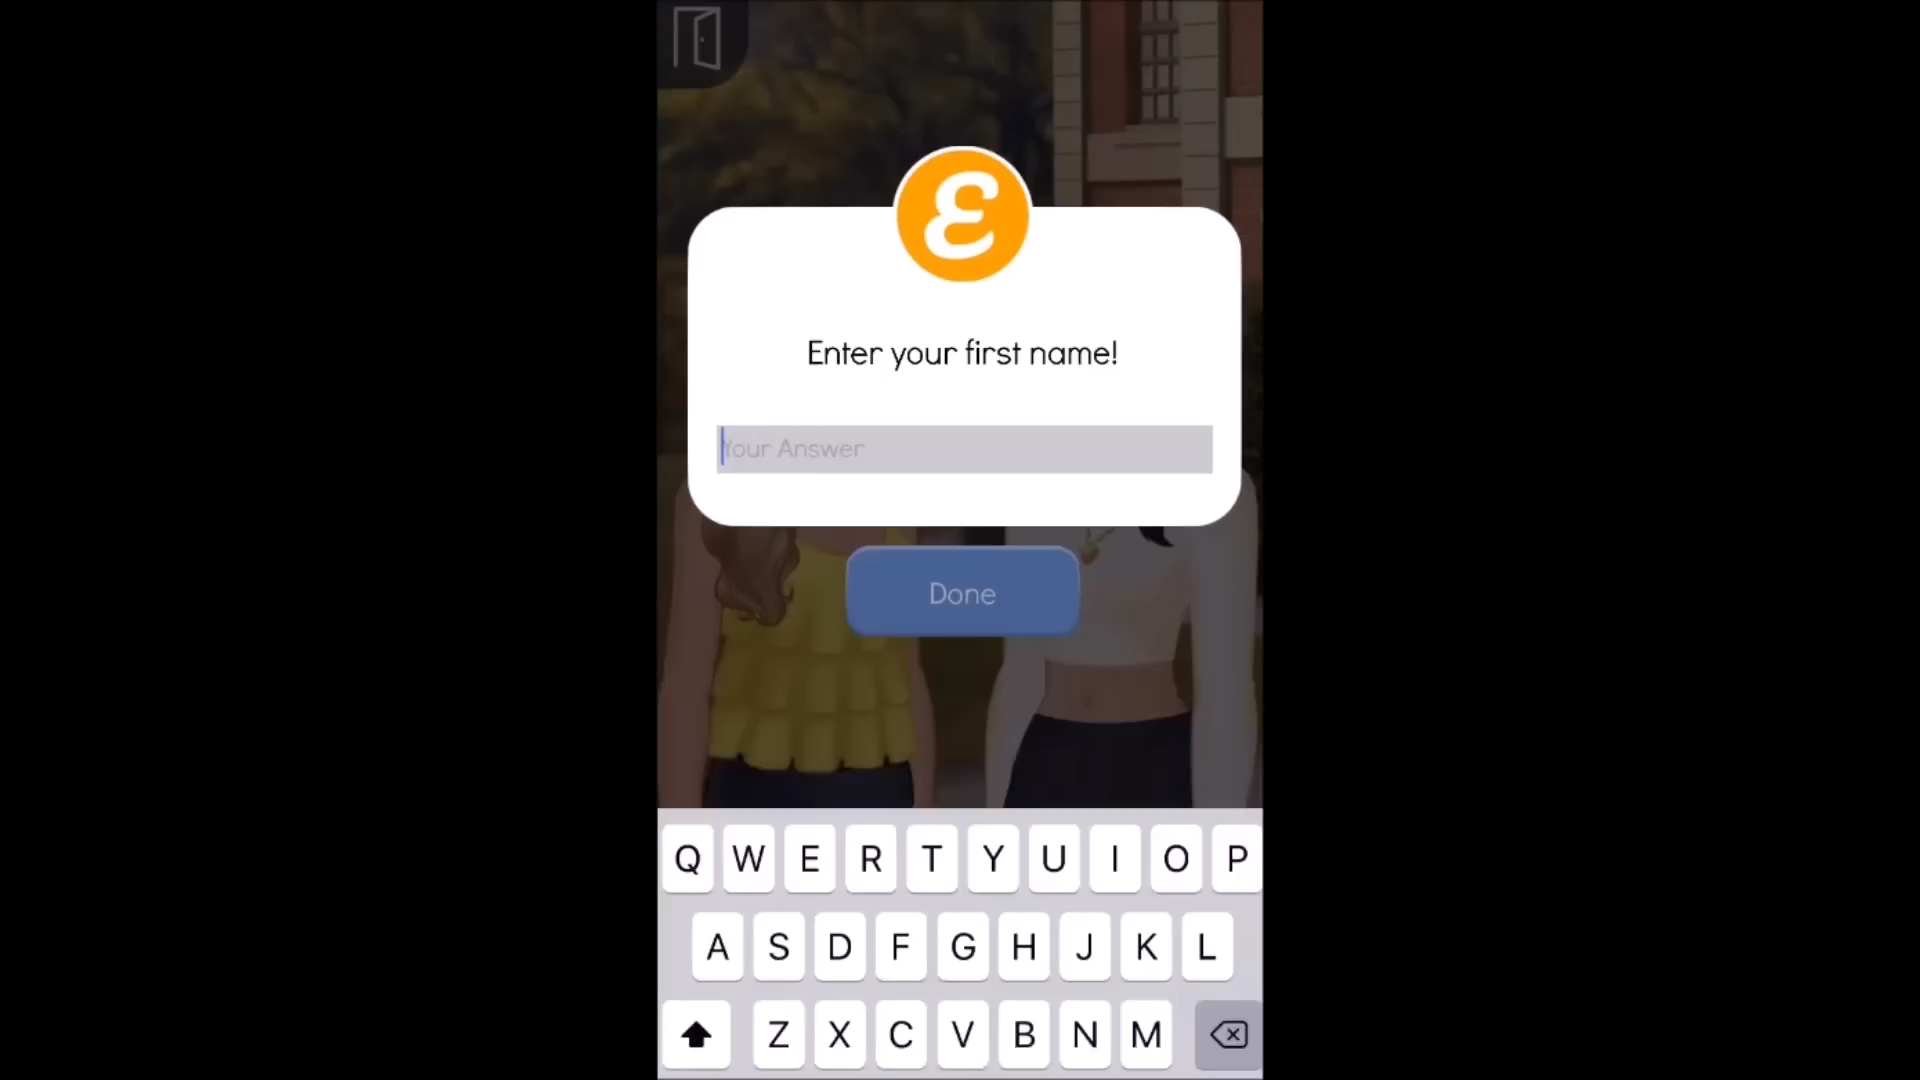 ε
Enter your first name!
Your Answer
Done
Q W E R T Y U I O P
A S D F G H J K L
Z X C V B N M